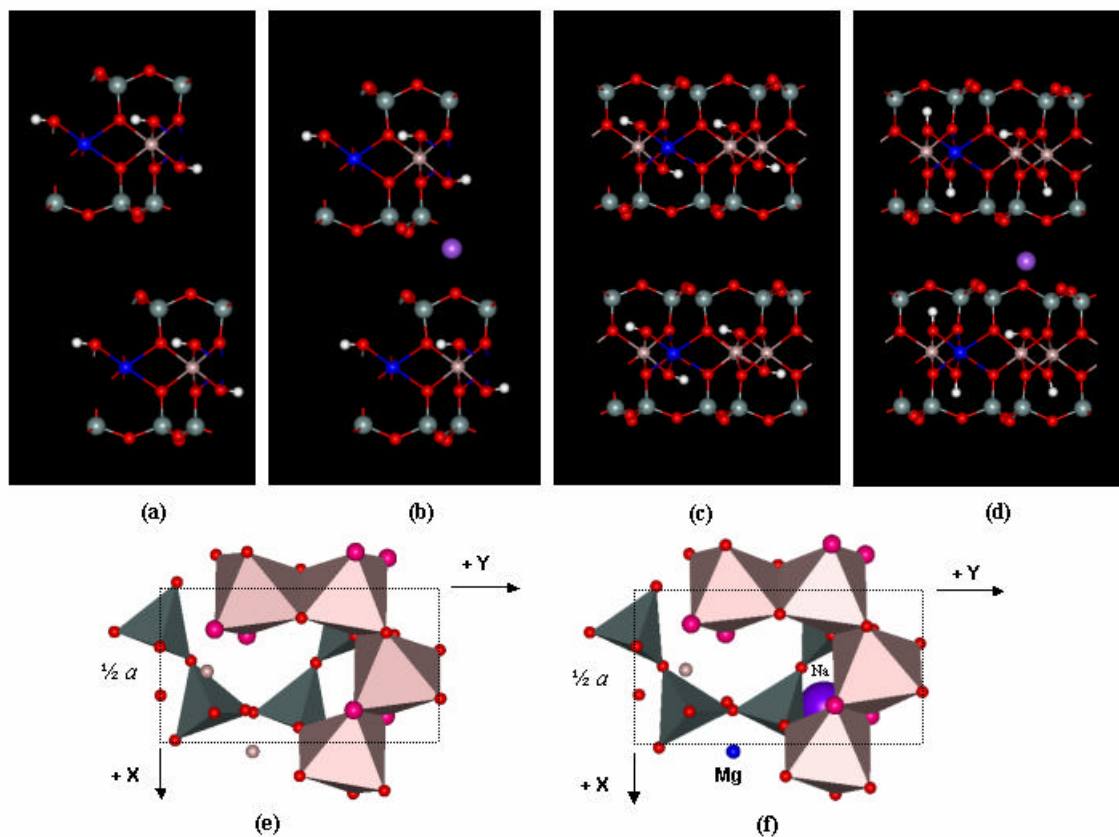 (a) (b) (c) (d)
+ Y + Y
½ a ½ a
Na
+ X Mg + X
(e) (f)